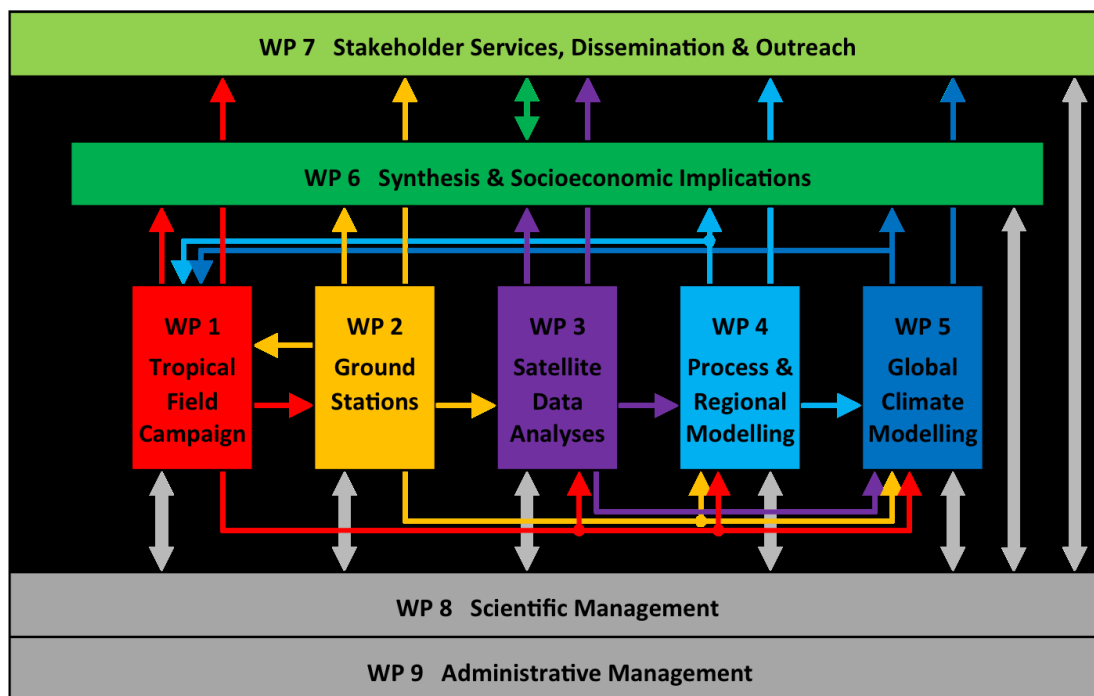 WP 7 Stakeholder Services, Dissemination & Outreach
WP 6 Synthesis & Socioeconomic Implications
WP 1
Tropical
Field
Campaign
WP 2
Ground
Stations
WP 3
Satellite
Data
Analyses
WP 4
Process &
Regional
Modelling
WP 5
Global
Climate
Modelling
WP 8 Scientific Management
WP 9 Administrative Management